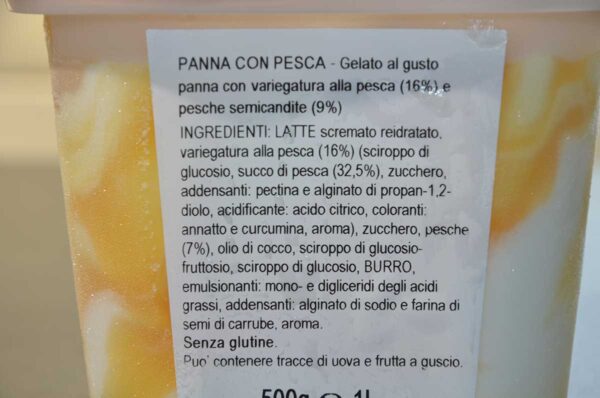 PANNA CON PESCA - Gelato al gusto
panna con variegatura alla pesca (16%) e
pesche semicandite (9%)
INGREDIENTI: LATTE scremato reidratato,
variegatura alla pesca (16%) (sciroppo di
glucosio, succo di pesca (32,5%), zucchero,
addensanti: pectina e alginato di propan-1,2-
diolo, acidificante: acido citrico, coloranti:
annatto e curcumina, aroma), zucchero, pesche
(7%), olio di cocco, sciroppo di glucosio-
fruttosio, sciroppo di glucosio, BURRO,
emulsionanti: mono- e digliceridi degli acidi
grassi, addensanti: alginato di sodio e farina di
semi di carrube, aroma.
Senza glutine.
Puo' contenere tracce di uova e frutta a guscio.
500g ℮ 1L